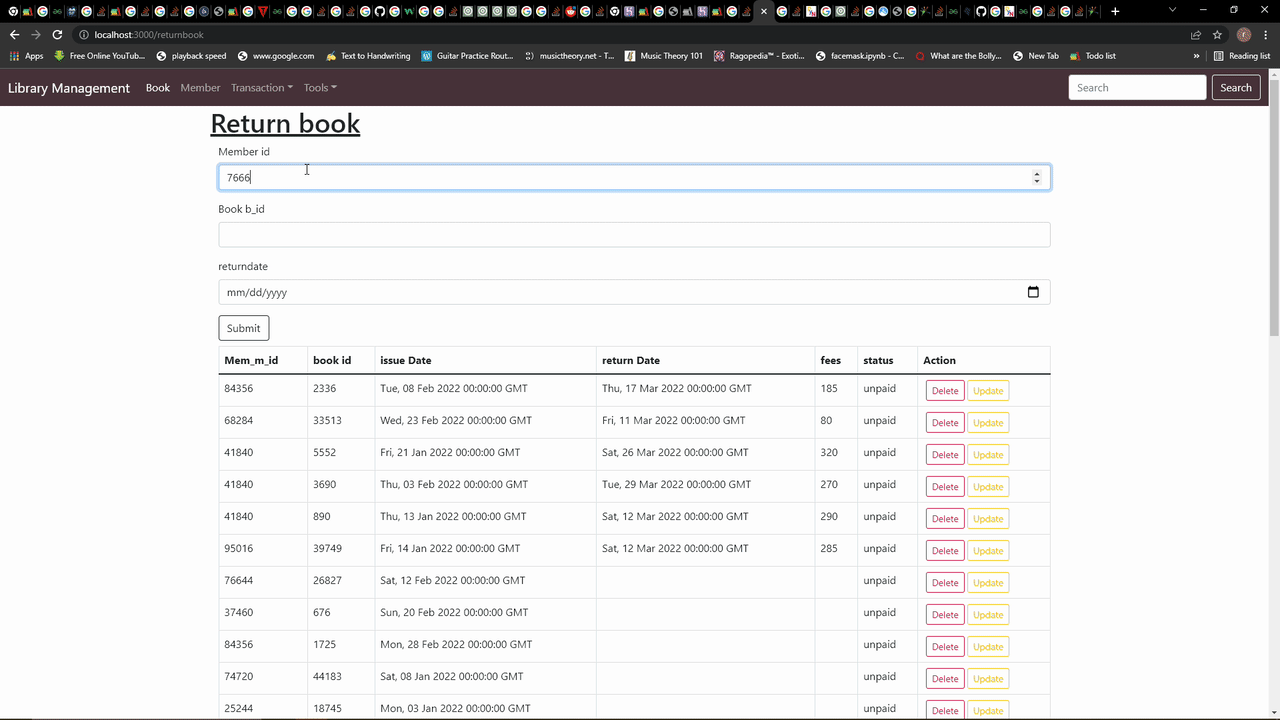 localhost:3000/returnbook
Apps Free Online YouTub... playback speed www.google.com Text to Handwriting Guitar Practice Rout... musictheory.net - T... Music Theory 101 Ragopedia™ - Exoti... facemask.ipynb - C... What are the Bolly... New Tab Todo list » Reading list
Library Management Book Member Transaction Tools Search Search
Return book
Member id
7666
Book b_id
returndate
mm/dd/yyyy
Submit
Mem_m_id book id issue Date return Date fees status Action
84356 2336 Tue, 08 Feb 2022 00:00:00 GMT Thu, 17 Mar 2022 00:00:00 GMT 185 unpaid Delete Update
68284 33513 Wed, 23 Feb 2022 00:00:00 GMT Fri, 11 Mar 2022 00:00:00 GMT 80 unpaid Delete Update
41840 5552 Fri, 21 Jan 2022 00:00:00 GMT Sat, 26 Mar 2022 00:00:00 GMT 320 unpaid Delete Update
41840 3690 Thu, 03 Feb 2022 00:00:00 GMT Tue, 29 Mar 2022 00:00:00 GMT 270 unpaid Delete Update
41840 890 Thu, 13 Jan 2022 00:00:00 GMT Sat, 12 Mar 2022 00:00:00 GMT 290 unpaid Delete Update
95016 39749 Fri, 14 Jan 2022 00:00:00 GMT Sat, 12 Mar 2022 00:00:00 GMT 285 unpaid Delete Update
76644 26827 Sat, 12 Feb 2022 00:00:00 GMT unpaid Delete Update
37460 676 Sun, 20 Feb 2022 00:00:00 GMT unpaid Delete Update
84356 1725 Mon, 28 Feb 2022 00:00:00 GMT unpaid Delete Update
74720 44183 Sat, 08 Jan 2022 00:00:00 GMT unpaid Delete Update
25244 18745 Mon, 03 Jan 2022 00:00:00 GMT unpaid Delete Update